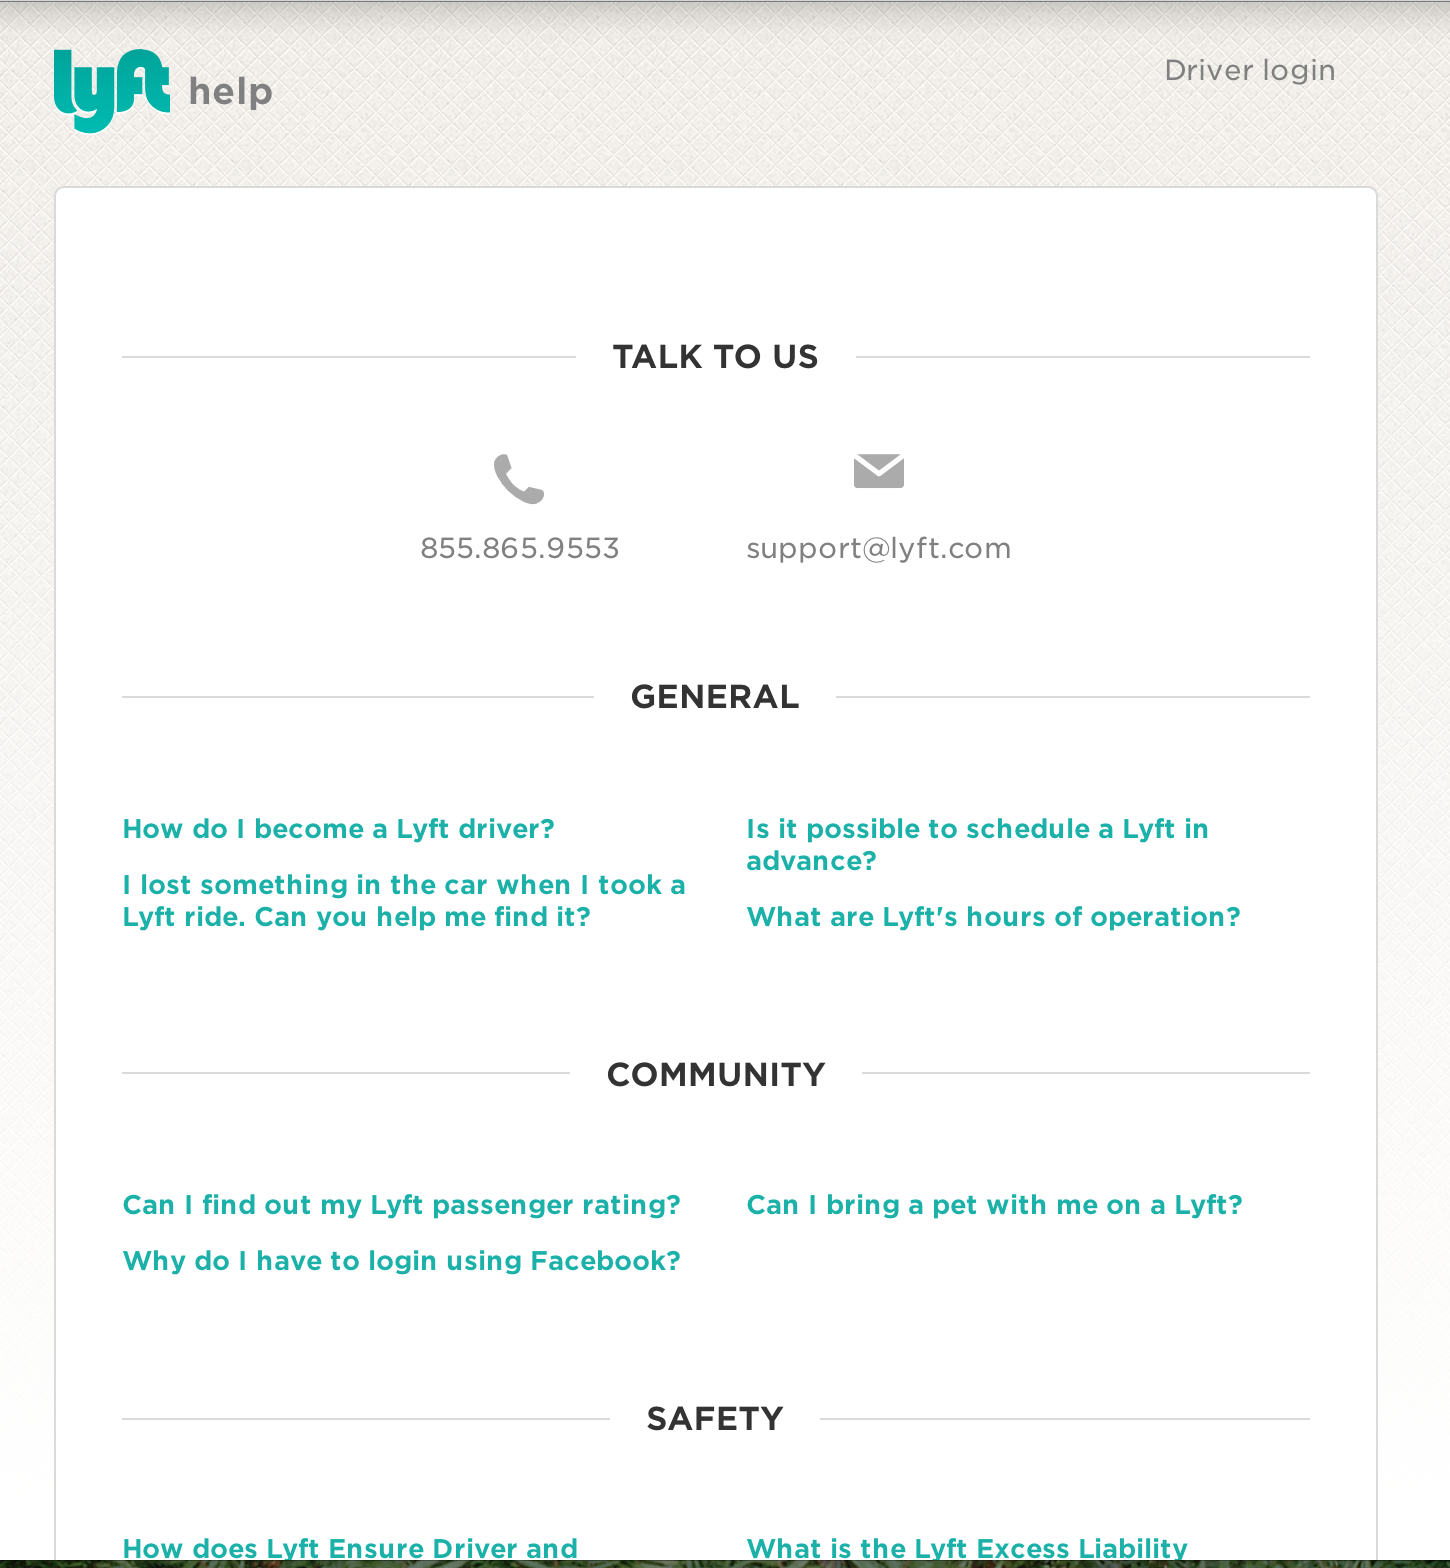 lyft help
Driver login
TALK TO US
855.865.9553
support@lyft.com
GENERAL
How do I become a Lyft driver?
I lost something in the car when I took a
Lyft ride. Can you help me find it?
Is it possible to schedule a Lyft in
advance?
What are Lyft's hours of operation?
COMMUNITY
Can I find out my Lyft passenger rating?
Why do I have to login using Facebook?
Can I bring a pet with me on a Lyft?
SAFETY
How does Lyft Ensure Driver and
What is the Lyft Excess Liability